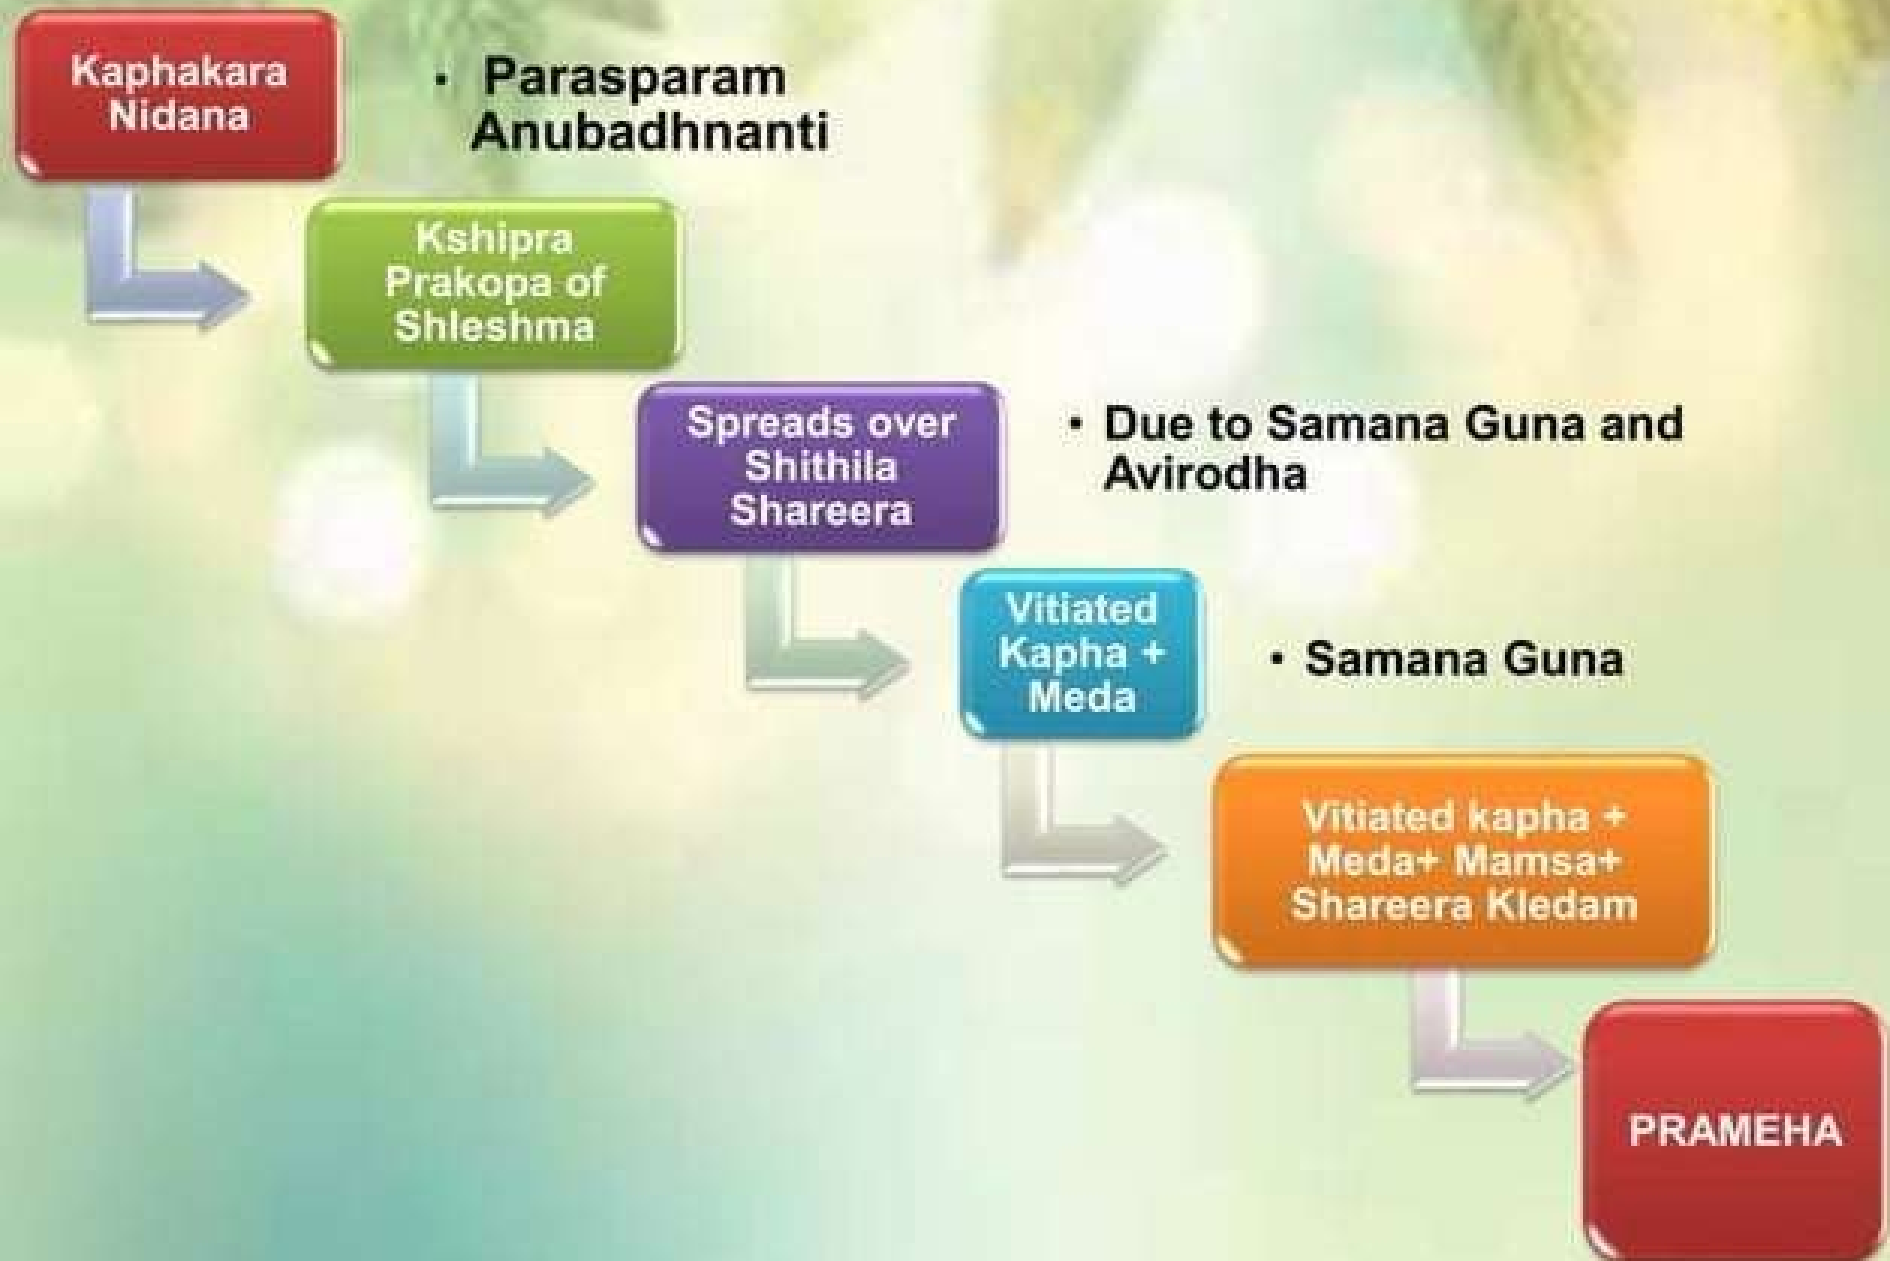 Kaphakara
Nidana
• Parasparam
Anubadhnanti
Kshipra
Prakopa of
Shleshma
Spreads over
Shithila
Shareera
• Due to Samana Guna and
Avirodha
Vitiated
Kapha +
Meda
• Samana Guna
Vitiated kapha +
Meda+ Mamsa+
Shareera Kledam
PRAMEHA